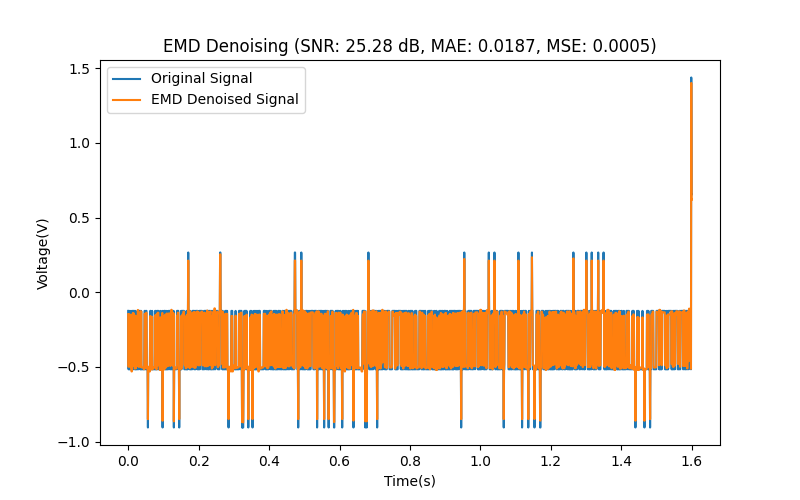 EMD Denoising (SNR: 25.28 dB, MAE: 0.0187, MSE: 0.0005)
Original Signal
EMD Denoised Signal
Voltage(V)
1.5
1.0
0.5
0.0
−0.5
−1.0
0.0 0.2 0.4 0.6 0.8 1.0 1.2 1.4 1.6
Time(s)